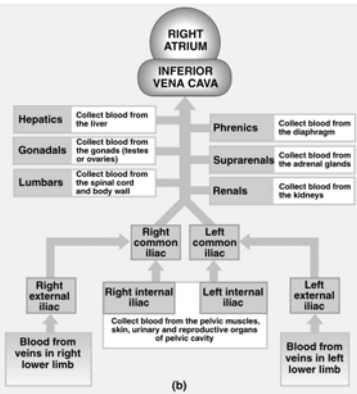 RIGHT
ATRIUM
INFERIOR
VENA CAVA
Hepatics
Collect blood from
the liver
Gonadals
Collect blood from
the gonads (testes
or ovaries)
Lumbars
Collect blood from
the spinal cord
and body wall
Phrenics
Collect blood from
the diaphragm
Suprarenals
Collect blood from
the adrenal glands
Renals
Collect blood from
the kidneys
Right
common
iliac
Left
common
iliac
Right
external
iliac
Right internal
iliac
Left internal
iliac
Left
external
iliac
Collect blood from the pelvic muscles,
skin, urinary and reproductive organs
of pelvic cavity
Blood from
veins in right
lower limb
Blood from
veins in left
lower limb
(b)